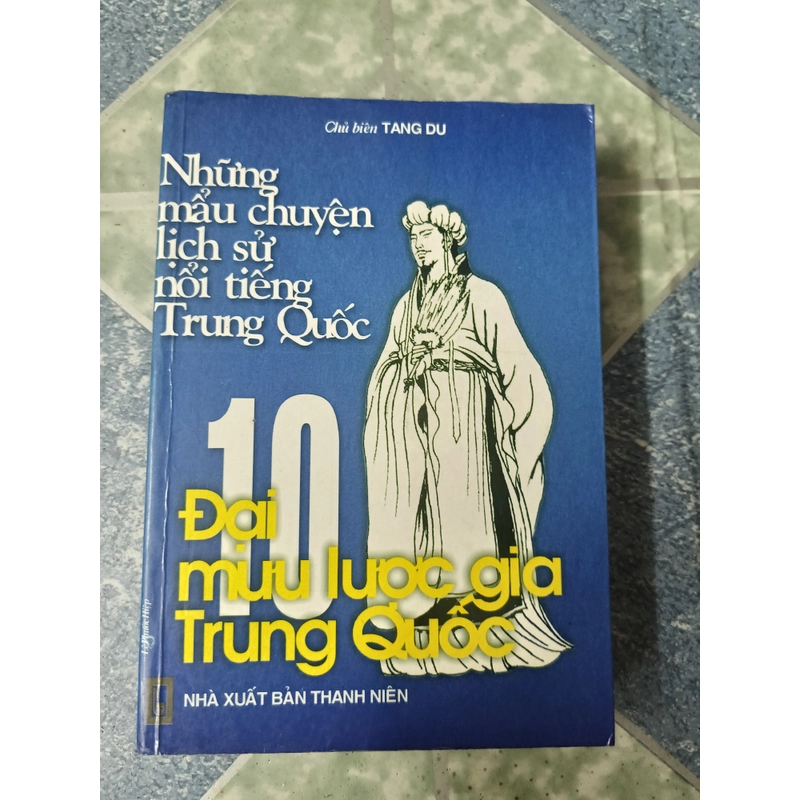 Chủ biên TANG DU
Những
mẩu chuyện
lịch sử
nổi tiếng
Trung Quốc
10
Đại
mưu lược gia
Trung Quốc
NHÀ XUẤT BẢN THANH NIÊN